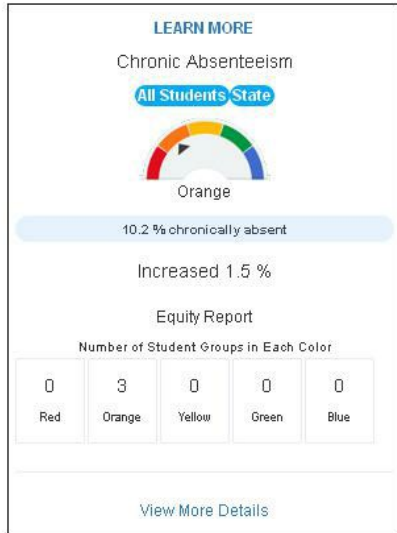 LEARN MORE
Chronic Absenteeism
All Students State
Orange
10.2 % chronically absent
Increased 1.5 %
Equity Report
Number of Student Groups in Each Color
0 3 0 0 0
Red Orange Yellow Green Blue
View More Details